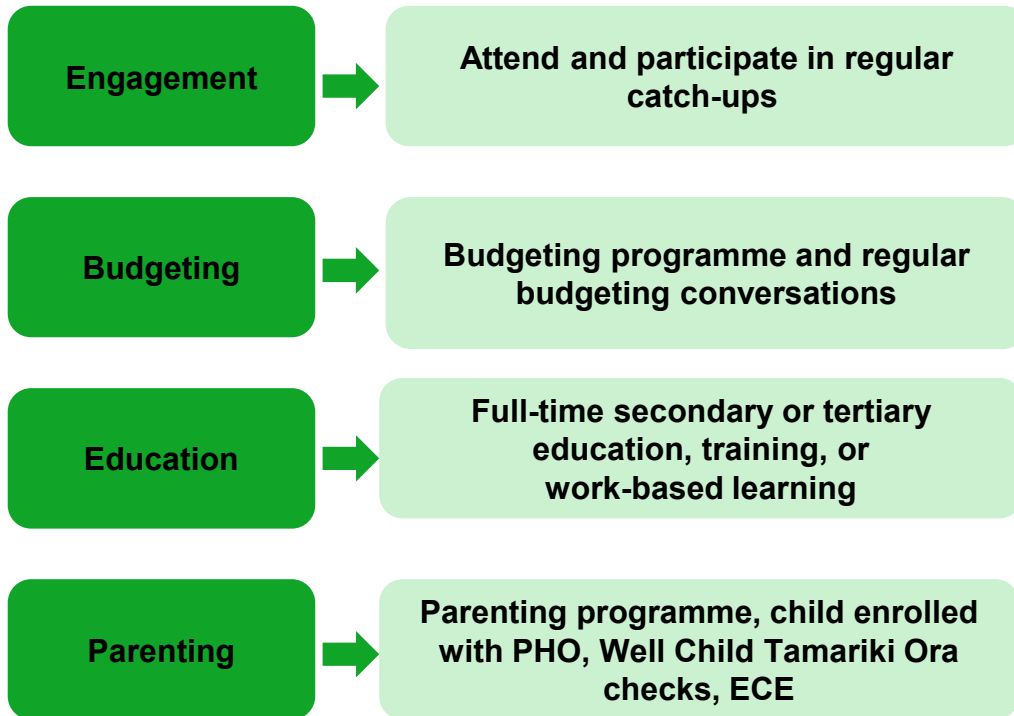 Engagement
Attend and participate in regular
catch-ups
Budgeting
Budgeting programme and regular
budgeting conversations
Education
Full-time secondary or tertiary
education, training, or
work-based learning
Parenting
Parenting programme, child enrolled
with PHO, Well Child Tamariki Ora
checks, ECE